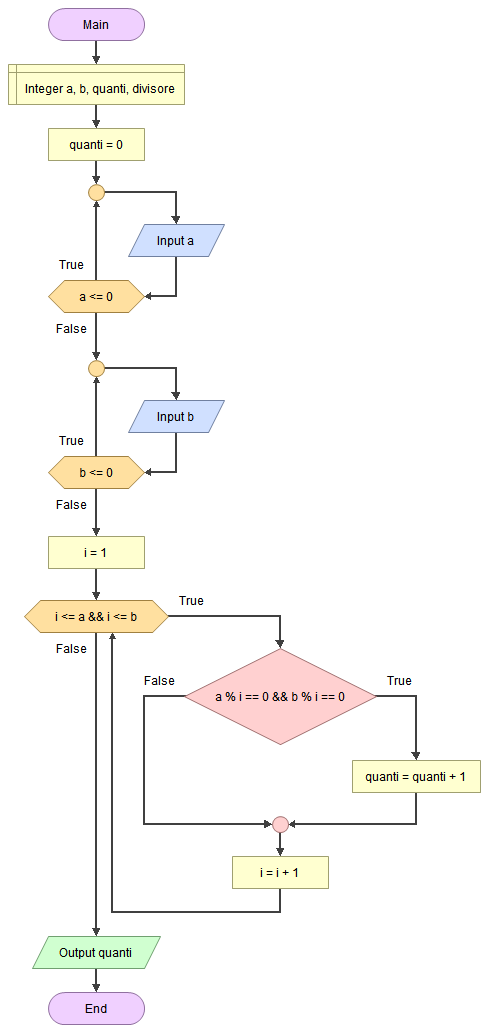 Main
Integer a, b, quanti, divisore
quanti = 0
Input a
True
a <= 0
False
Input b
True
b <= 0
False
i = 1
True
i <= a && i <= b
False
False
True
a % i == 0 && b % i == 0
quanti = quanti + 1
i = i + 1
Output quanti
End